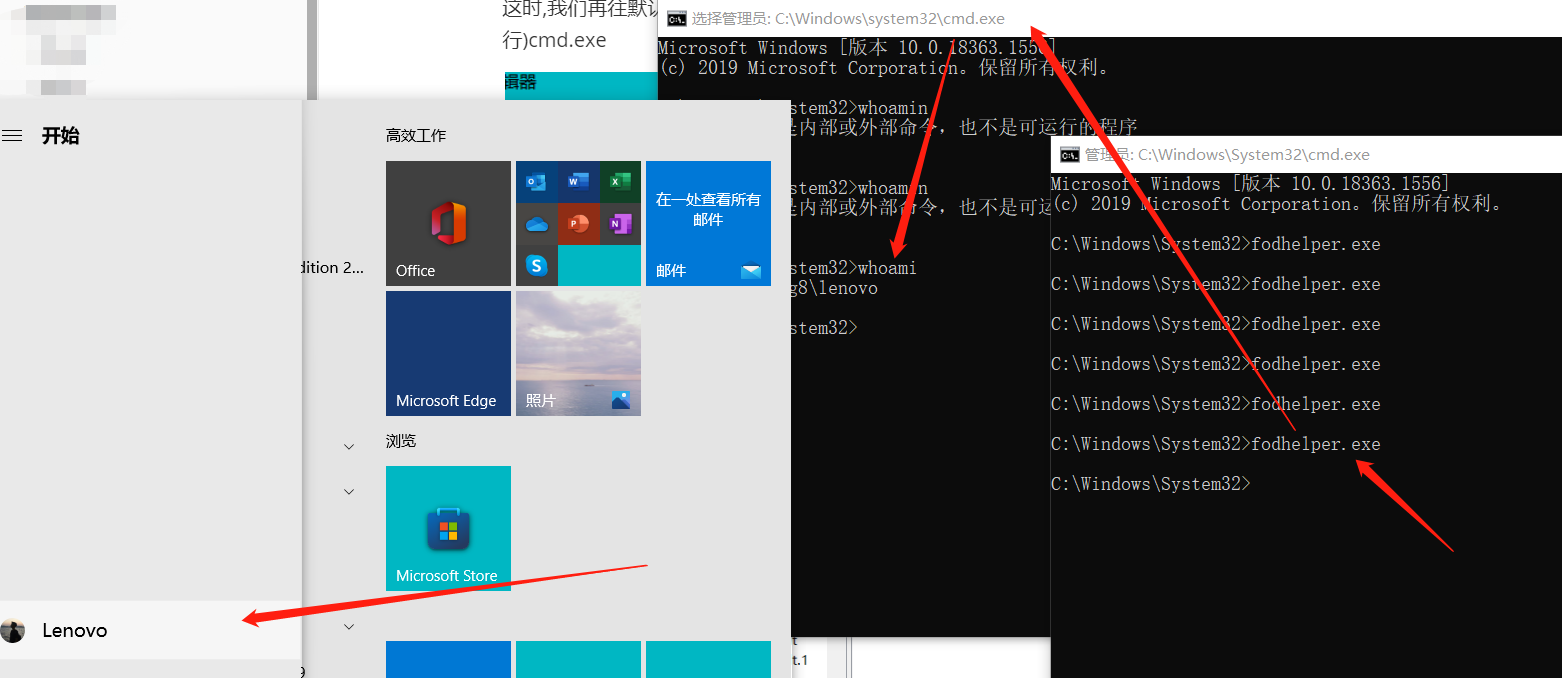 这时,我们再往默认
行)cmd.exe
辑器
选择管理员: C:\Windows\system32\cmd.exe
Microsoft Windows [版本 10.0.18363.1556]
(c) 2019 Microsoft Corporation。保留所有权利。
stem32>whoamin
是内部或外部命令，也不是可运行的程序
stem32>whoamin
是内部或外部命令，也不是可运
stem32>whoami
g8\lenovo
stem32>
管理员: C:\Windows\System32\cmd.exe
Microsoft Windows [版本 10.0.18363.1556]
(c) 2019 Microsoft Corporation。保留所有权利。
C:\Windows\System32>fodhelper.exe
C:\Windows\System32>fodhelper.exe
C:\Windows\System32>fodhelper.exe
C:\Windows\System32>fodhelper.exe
C:\Windows\System32>fodhelper.exe
C:\Windows\System32>fodhelper.exe
C:\Windows\System32>
开始
dition 2...
Lenovo
高效工作
Office
在一处查看所有
邮件
邮件
Microsoft Edge
照片
浏览
Microsoft Store
t.1